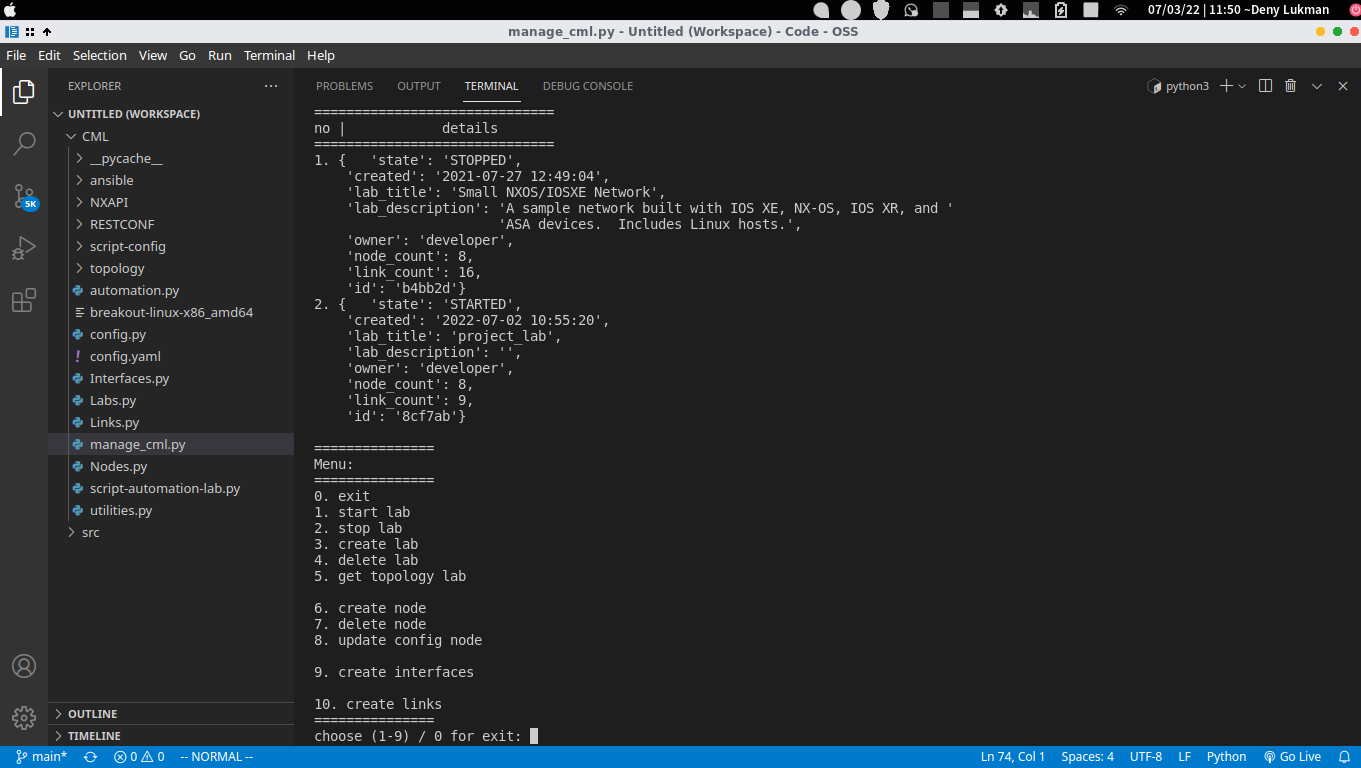 07/03/22 | 11:50 ~Deny Lukman
manage_cml.py - Untitled (Workspace) - Code - OSS
File Edit Selection View Go Run Terminal Help
EXPLORER
UNTITLED (WORKSPACE)
CML
__pycache__
ansible
NXAPI
RESTCONF
script-config
topology
automation.py
breakout-linux-x86_amd64
config.py
! config.yaml
Interfaces.py
Labs.py
Links.py
manage_cml.py
Nodes.py
script-automation-lab.py
utilities.py
src
OUTLINE
TIMELINE
5K
PROBLEMS OUTPUT TERMINAL DEBUG CONSOLE
python3
==============================
no |            details
==============================
1. {   'state': 'STOPPED',
    'created': '2021-07-27 12:49:04',
    'lab_title': 'Small NXOS/IOSXE Network',
    'lab_description': 'A sample network built with IOS XE, NX-OS, IOS XR, and '
                       'ASA devices.  Includes Linux hosts.',
    'owner': 'developer',
    'node_count': 8,
    'link_count': 16,
    'id': 'b4bb2d'}
2. {   'state': 'STARTED',
    'created': '2022-07-02 10:55:20',
    'lab_title': 'project_lab',
    'lab_description': '',
    'owner': 'developer',
    'node_count': 8,
    'link_count': 9,
    'id': '8cf7ab'}
===============
Menu:
===============
0. exit
1. start lab
2. stop lab
3. create lab
4. delete lab
5. get topology lab
6. create node
7. delete node
8. update config node
9. create interfaces
10. create links
===============
choose (1-9) / 0 for exit:
main* 0 0 -- NORMAL -- Ln 74, Col 1 Spaces: 4 UTF-8 LF Python Go Live